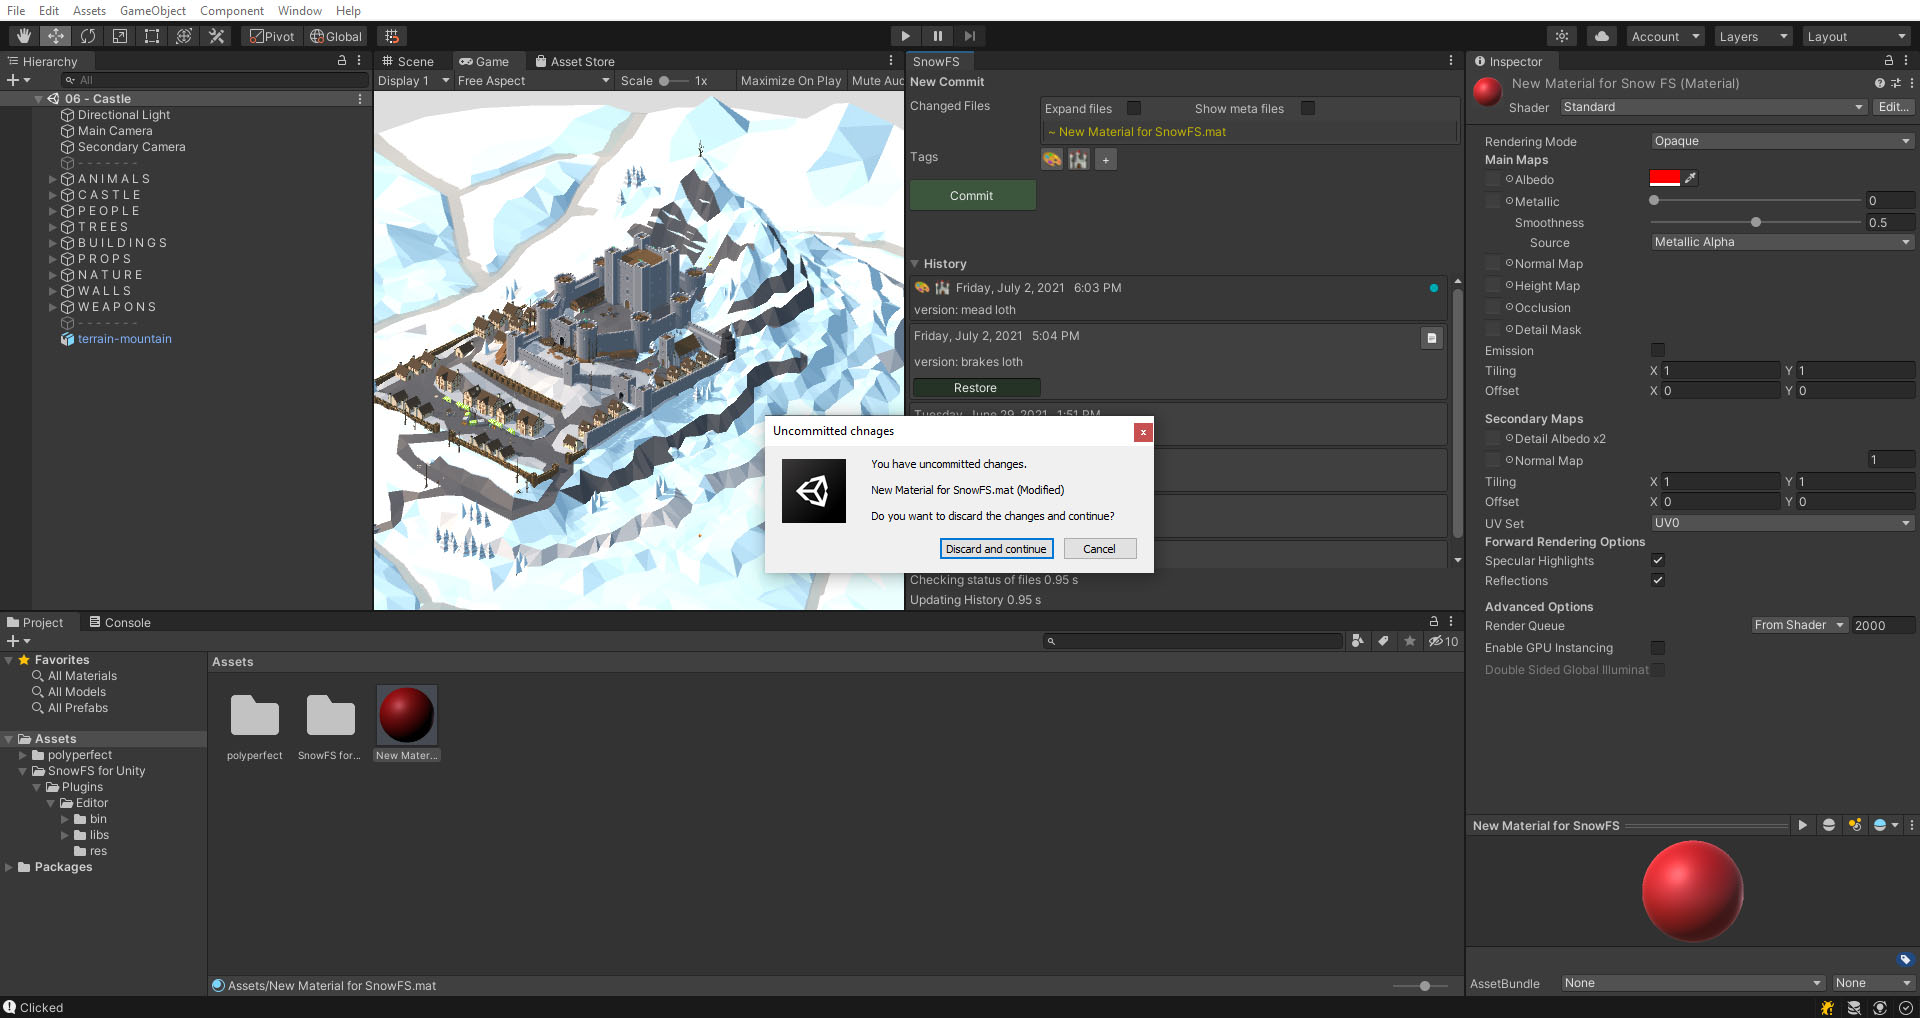 File Edit Assets GameObject Component Window Help
Pivot Global Account Layers Layout
Hierarchy
All
06 - Castle
Directional Light
Main Camera
Secondary Camera
- - - - - - -
A N I M A L S
C A S T L E
P E O P L E
T R E E S
B U I L D I N G S
P R O P S
N A T U R E
W A L L S
W E A P O N S
- - - - - - -
terrain-mountain
Scene Game Asset Store
Display 1 Free Aspect Scale 1x Maximize On Play Mute Aud
SnowFS
New Commit
Changed Files Expand files Show meta files
~ New Material for SnowFS.mat
Tags +
Commit
History
Friday, July 2, 2021 6:03 PM
version: mead loth
Friday, July 2, 2021 5:04 PM
version: brakes loth
Restore
Tuesday, June 29, 2021 1:51 PM
Checking status of files 0.95 s
Updating History 0.95 s
Uncommitted chnages
x
You have uncommitted changes.
New Material for SnowFS.mat (Modified)
Do you want to discard the changes and continue?
Discard and continue Cancel
Inspector
New Material for Snow FS (Material)
Shader Standard Edit...
Rendering Mode Opaque
Main Maps
Albedo
Metallic 0
Smoothness 0.5
Source Metallic Alpha
Normal Map
Height Map
Occlusion
Detail Mask
Emission
Tiling X 1 Y 1
Offset X 0 Y 0
Secondary Maps
Detail Albedo x2
Normal Map 1
Tiling X 1 Y 1
Offset X 0 Y 0
UV Set UV0
Forward Rendering Options
Specular Highlights
Reflections
Advanced Options
Render Queue From Shader 2000
Enable GPU Instancing
Double Sided Global Illuminat
New Material for SnowFS
AssetBundle None None
Project Console
10
Favorites
All Materials
All Models
All Prefabs
Assets
polyperfect
SnowFS for Unity
Plugins
Editor
bin
libs
res
Packages
Assets
polyperfect SnowFS for... New Mater...
Assets/New Material for SnowFS.mat
Clicked